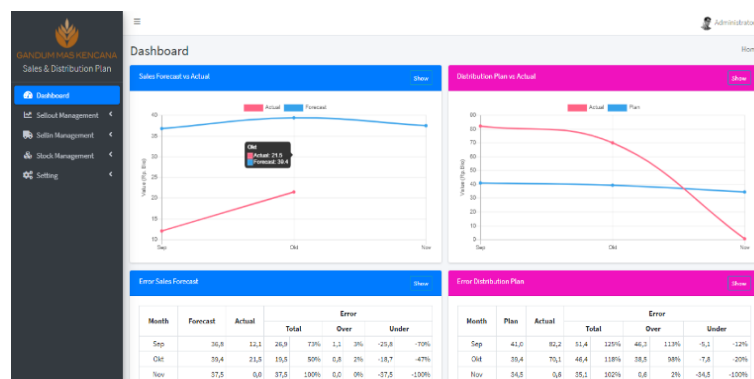 Administrator
GANDUM MAS KENCANA
Sales & Distribution Plan
Dashboard
Sellout Management
Sellin Management
Stock Management
Setting
Dashboard
Sales Forecast vs Actual
Show
Actual
Forecast
Value (Rp. Bio)
40
35
30
25
20
15
10
Sep
Okt
Nov
Okt
Actual: 21.5
Forecast: 39.4
Distribution Plan vs Actual
Show
Actual
Plan
Value (Rp. Bio)
90
80
70
60
50
40
30
20
10
0
Sep
Okt
Nov
Error Sales Forecast
Show
Month Forecast Actual Error
Total Over Under
Sep 36,8 12,1 26,9 73% 1,1 3% -25,8 -70%
Okt 39,4 21,5 19,5 50% 0,8 2% -18,7 -47%
Nov 37,5 0,0 37,5 100% 0,0 0% -37,5 -100%
Error Distribution Plan
Show
Month Plan Actual Error
Total Over Under
Sep 41,0 82,2 51,4 125% 46,3 113% -5,1 -12%
Okt 39,4 70,1 46,4 118% 38,5 98% -7,8 -20%
Nov 34,5 0,8 35,1 102% 0,6 2% -34,5 -100%